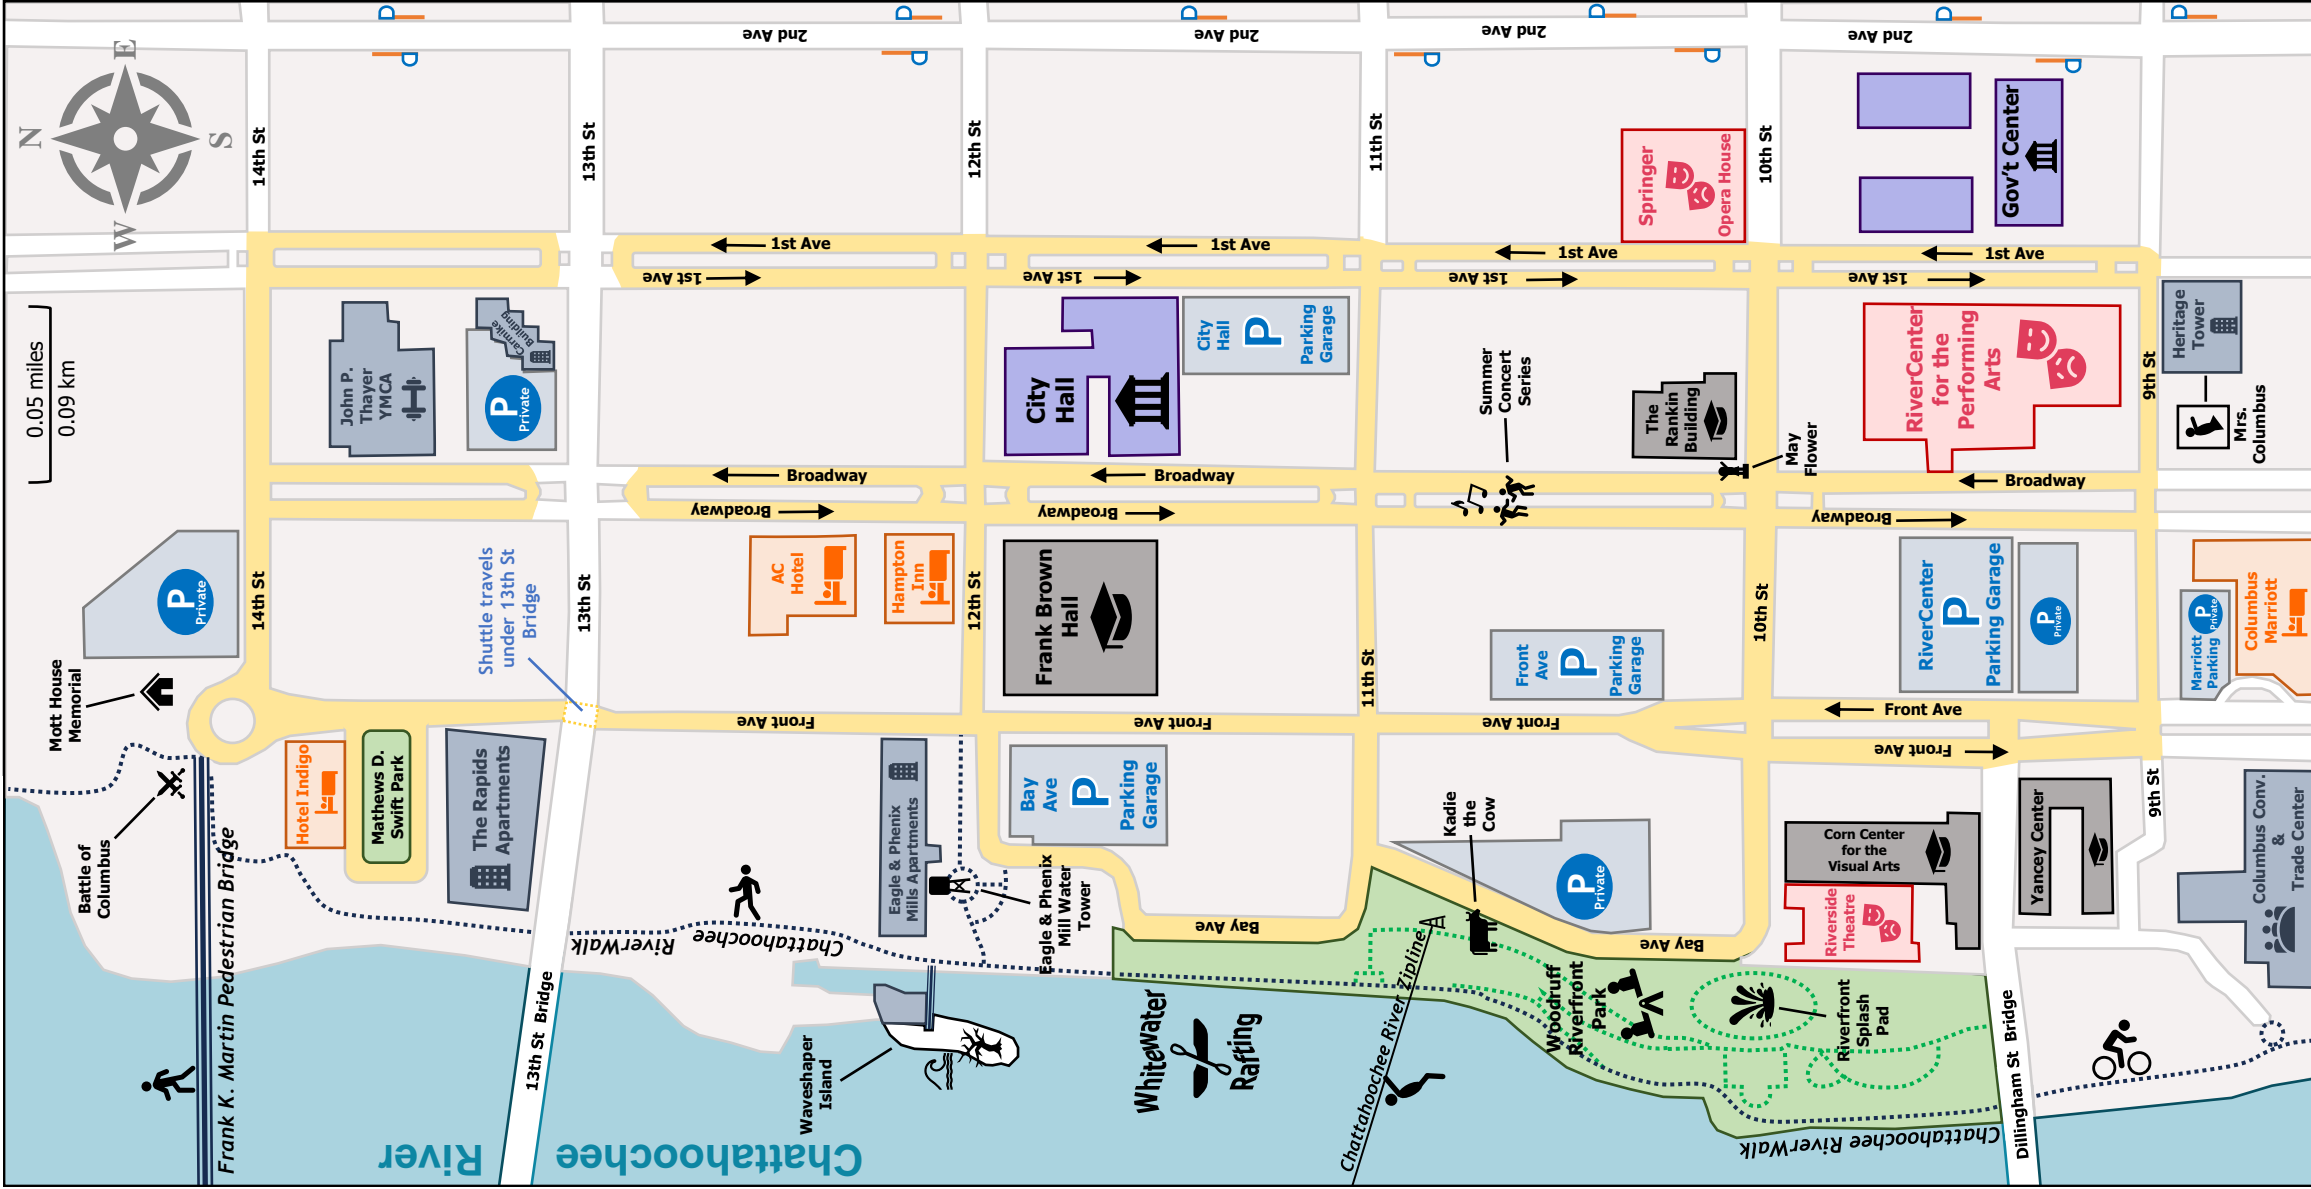 2nd Ave
2nd Ave
2nd Ave
2nd Ave
N
E
S
W
14th St
13th St
12th St
11th St
10th St
Springer
Opera House
Gov't Center
1st Ave
1st Ave
1st Ave
1st Ave
1st Ave
1st Ave
1st Ave
1st Ave
0.05 miles
0.09 km
John P.
Thayer
YMCA
Carmike
Building
P
Private
City
Hall
City
Hall
P
Parking
Garage
Summer
Concert
Series
The
Rankin
Building
May
Flower
RiverCenter
for the
Performing
Arts
9th St
Heritage
Tower
Mrs.
Columbus
Broadway
Broadway
Broadway
Broadway
Broadway
Broadway
P
Private
14th St
Shuttle travels
under 13th St
Bridge
13th St
AC
Hotel
Hampton
Inn
12th St
Frank Brown
Hall
11th St
Front
Ave
P
Parking
Garage
10th St
RiverCenter
P
Parking Garage
P
Private
Marriott
Parking
P
Private
Columbus
Marriott
Mott House
Memorial
Front Ave
Front Ave
Front Ave
Front Ave
Front Ave
Battle of
Columbus
Hotel Indigo
Mathews D.
Swift Park
The Rapids
Apartments
Eagle & Phenix
Mills Apartments
Bay
Ave
P
Parking
Garage
Eagle & Phenix
Mill Water
Tower
Kadie
the
Cow
P
Private
Corn Center
for the
Visual Arts
Riverside
Theatre
Yancey Center
9th St
Columbus Conv.
&
Trade Center
Bay Ave
Bay Ave
Chattahoochee
RiverWalk
Frank K. Martin Pedestrian Bridge
13th St Bridge
Waveshaper
Island
Whitewater
Rafting
Chattahoochee River Zipline
Woodruff
Riverfront
Park
Riverfront
Splash
Pad
Dillingham St Bridge
Chattahoochee RiverWalk
Chattahoochee
River